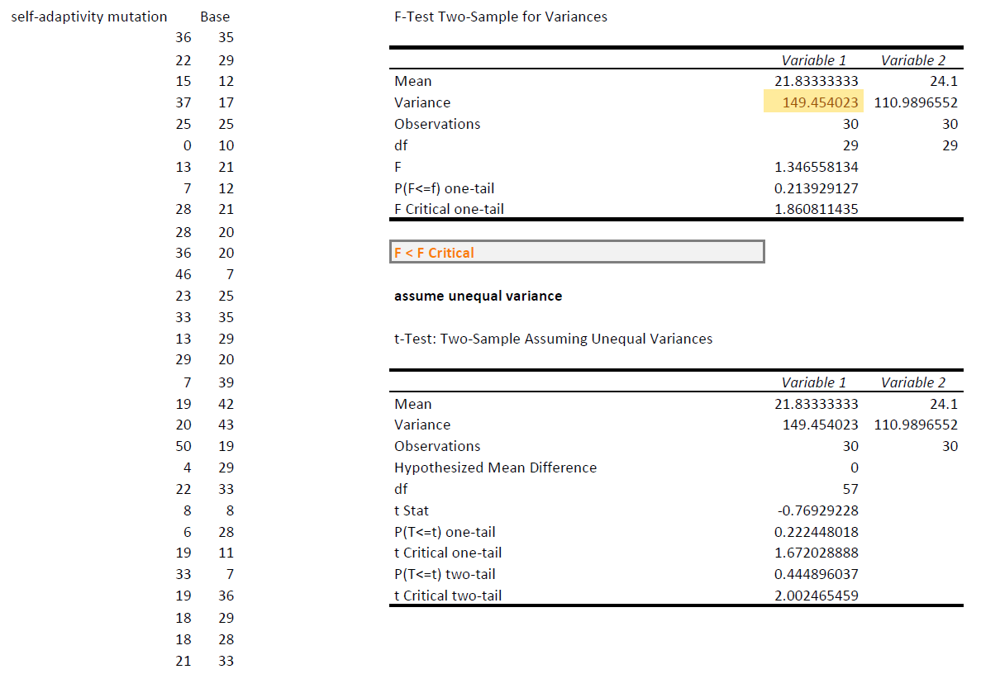 self-adaptivity mutation Base F-Test Two-Sample for Variances
36 35
22 29 Variable 1 Variable 2
15 12 Mean 21.83333333 24.1
37 17 Variance 149.454023 110.9896552
25 25 Observations 30 30
0 10 df 29 29
13 21 F 1.346558134
7 12 P(F<=f) one-tail 0.213929127
28 21 F Critical one-tail 1.860811435
28 20
36 20 F < F Critical
46 7
23 25 assume unequal variance
33 35
13 29 t-Test: Two-Sample Assuming Unequal Variances
29 20
7 39 Variable 1 Variable 2
19 42 Mean 21.83333333 24.1
20 43 Variance 149.454023 110.9896552
50 19 Observations 30 30
4 29 Hypothesized Mean Difference 0
22 33 df 57
8 8 t Stat -0.76929228
6 28 P(T<=t) one-tail 0.222448018
19 11 t Critical one-tail 1.672028888
33 7 P(T<=t) two-tail 0.444896037
19 36 t Critical two-tail 2.002465459
18 29
18 28
21 33